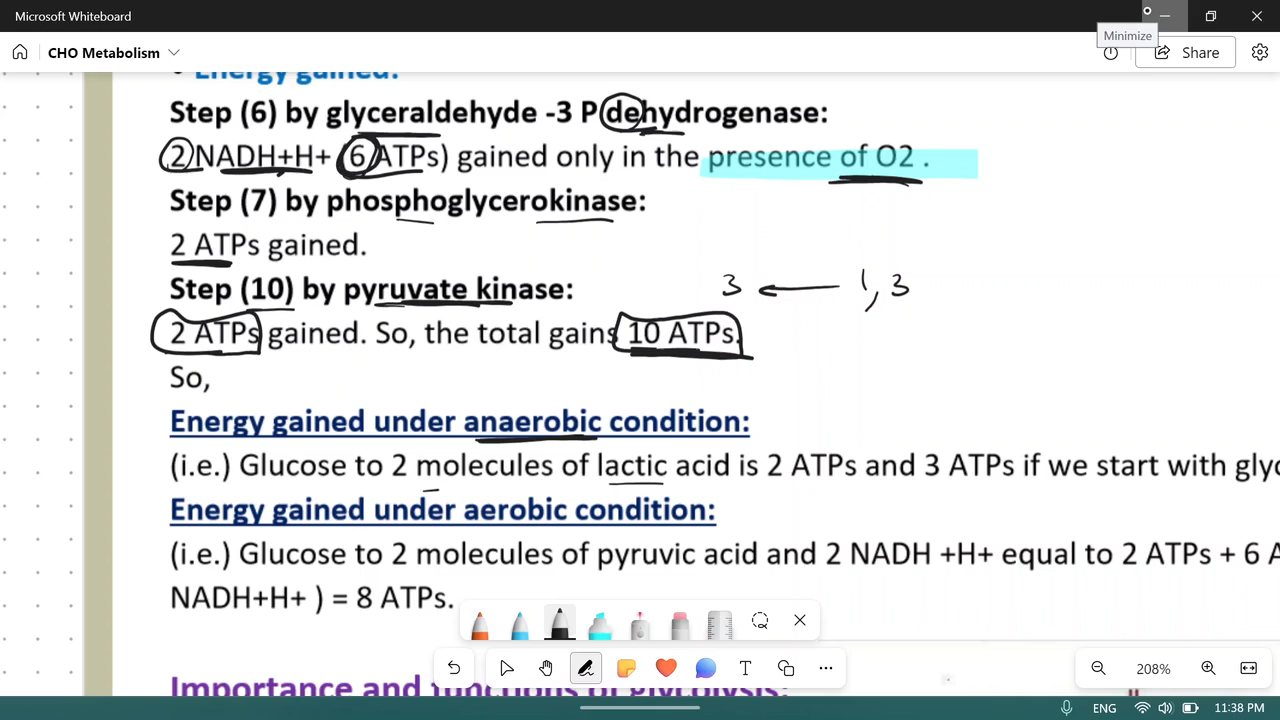 Microsoft Whiteboard
Minimize
CHO Metabolism
Share
• Energy gained:
Step (6) by glyceraldehyde -3 P dehydrogenase:
2 NADH+H+ (6 ATPs) gained only in the presence of O2 .
Step (7) by phosphoglycerokinase:
2 ATPs gained.
Step (10) by pyruvate kinase:
3 ← 1, 3
2 ATPs gained. So, the total gains 10 ATPs.
So,
Energy gained under anaerobic condition:
(i.e.) Glucose to 2 molecules of lactic acid is 2 ATPs and 3 ATPs if we start with glyc
Energy gained under aerobic condition:
(i.e.) Glucose to 2 molecules of pyruvic acid and 2 NADH +H+ equal to 2 ATPs + 6 A
NADH+H+ ) = 8 ATPs.
Importance and functions of glycolysis:
T
208%
ENG
11:38 PM